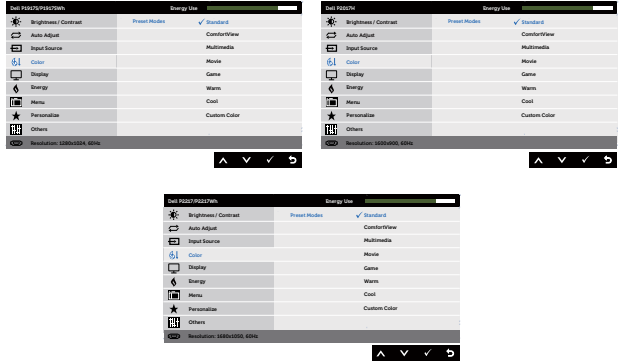 Dell P1917S/P1917SWh Energy Use
Brightness / Contrast Preset Modes ✓ Standard
Auto Adjust ComfortView
Input Source Multimedia
Color Movie
Display Game
Energy Warm
Menu Cool
Personalize Custom Color
Others
Resolution: 1280x1024, 60Hz
Dell P2017H Energy Use
Brightness / Contrast Preset Modes ✓ Standard
Auto Adjust ComfortView
Input Source Multimedia
Color Movie
Display Game
Energy Warm
Menu Cool
Personalize Custom Color
Others
Resolution: 1600x900, 60Hz
Dell P2217/P2217Wh Energy Use
Brightness / Contrast Preset Modes ✓ Standard
Auto Adjust ComfortView
Input Source Multimedia
Color Movie
Display Game
Energy Warm
Menu Cool
Personalize Custom Color
Others
Resolution: 1680x1050, 60Hz